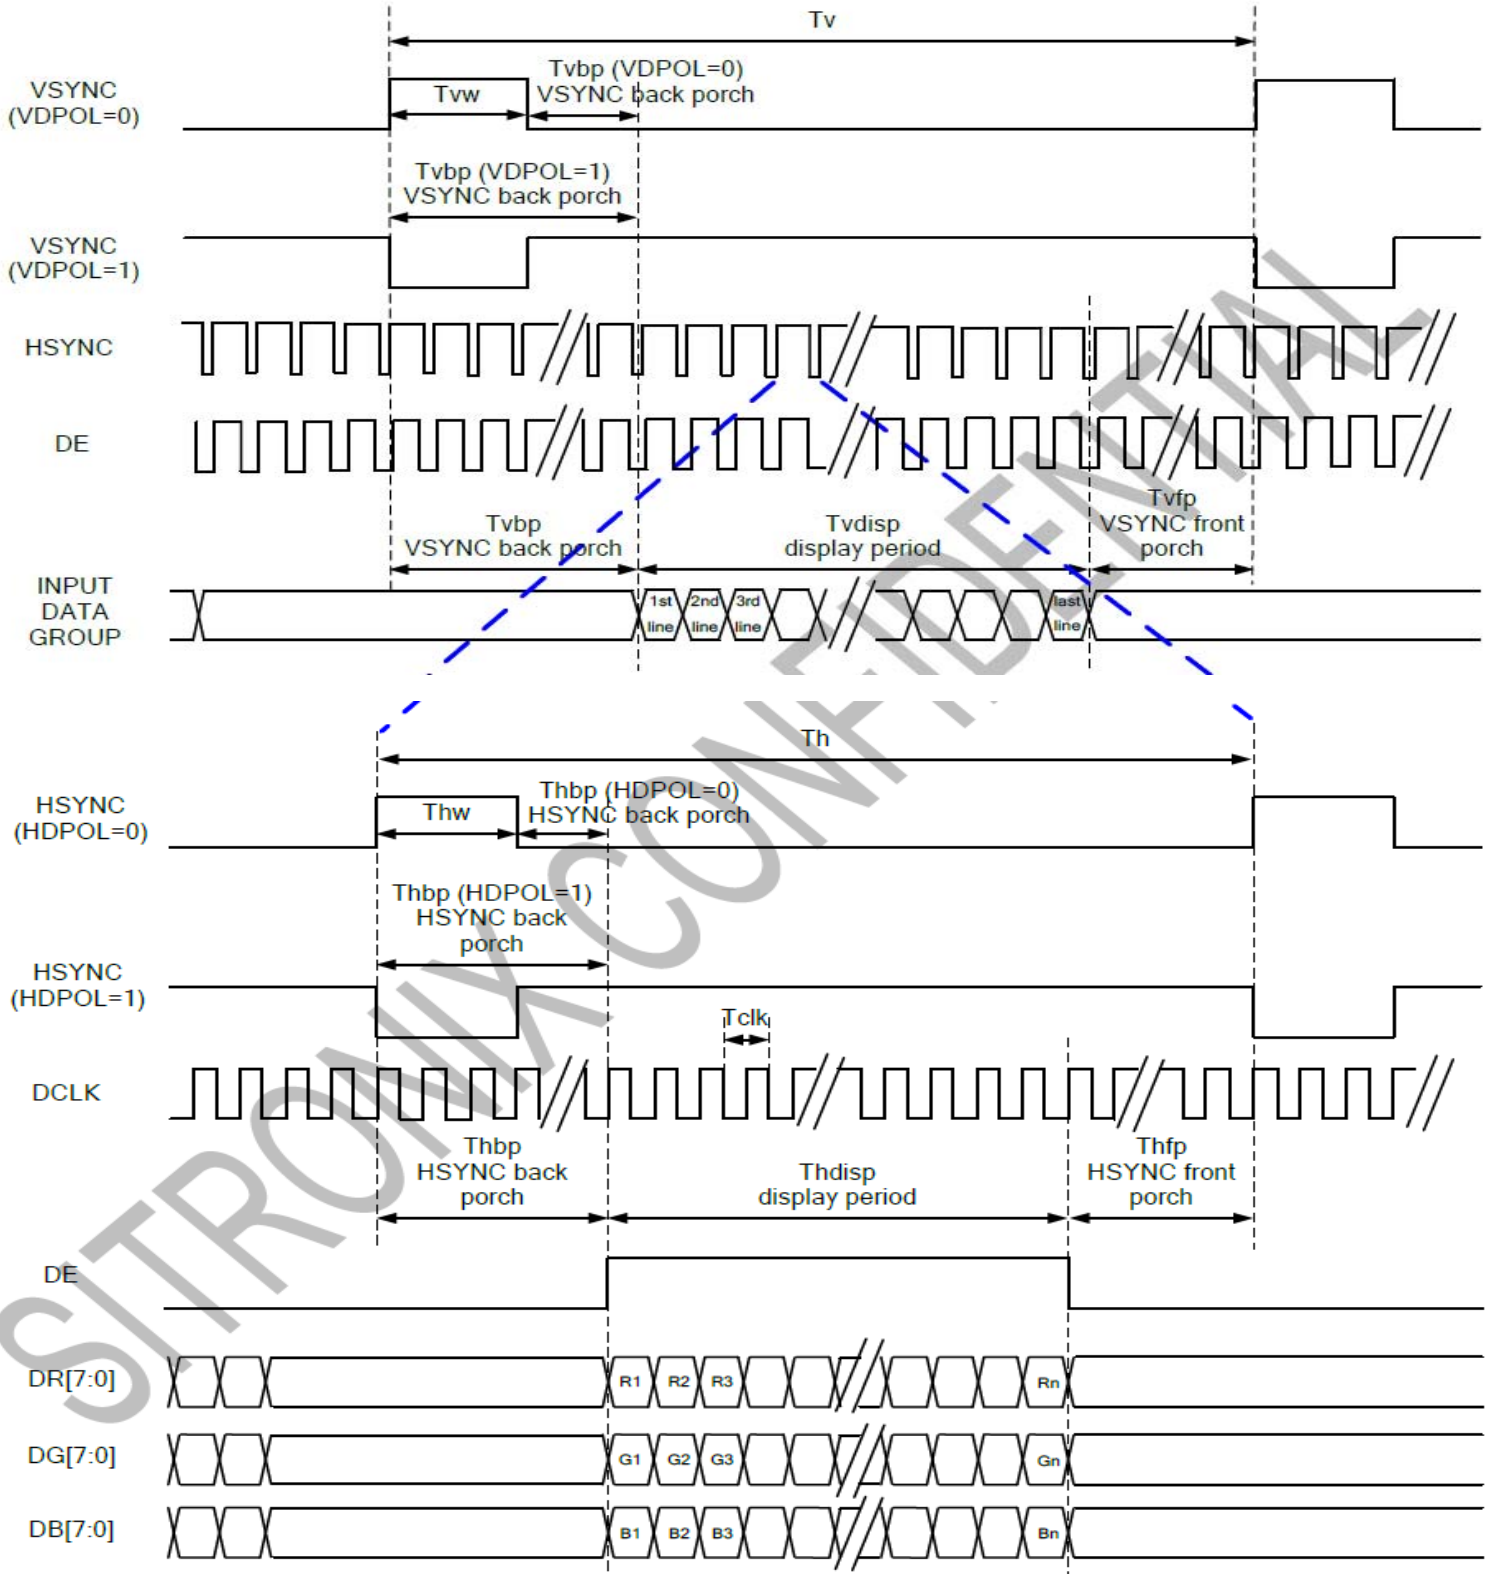 Tv
VSYNC
(VDPOL=0)
Tvw
Tvbp (VDPOL=0)
VSYNC back porch
Tvbp (VDPOL=1)
VSYNC back porch
VSYNC
(VDPOL=1)
HSYNC
DE
Tvbp
VSYNC back porch
Tvdisp
display period
Tvfp
VSYNC front
porch
INPUT
DATA
GROUP
1st
line
2nd
line
3rd
line
last
line
Th
HSYNC
(HDPOL=0)
Thw
Thbp (HDPOL=0)
HSYNC back porch
Thbp (HDPOL=1)
HSYNC back
porch
HSYNC
(HDPOL=1)
Tclk
DCLK
Thbp
HSYNC back
porch
Thdisp
display period
Thfp
HSYNC front
porch
DE
DR[7:0]
R1 R2 R3 Rn
DG[7:0]
G1 G2 G3 Gn
DB[7:0]
B1 B2 B3 Bn
SITRONIX CONFIDENTIAL